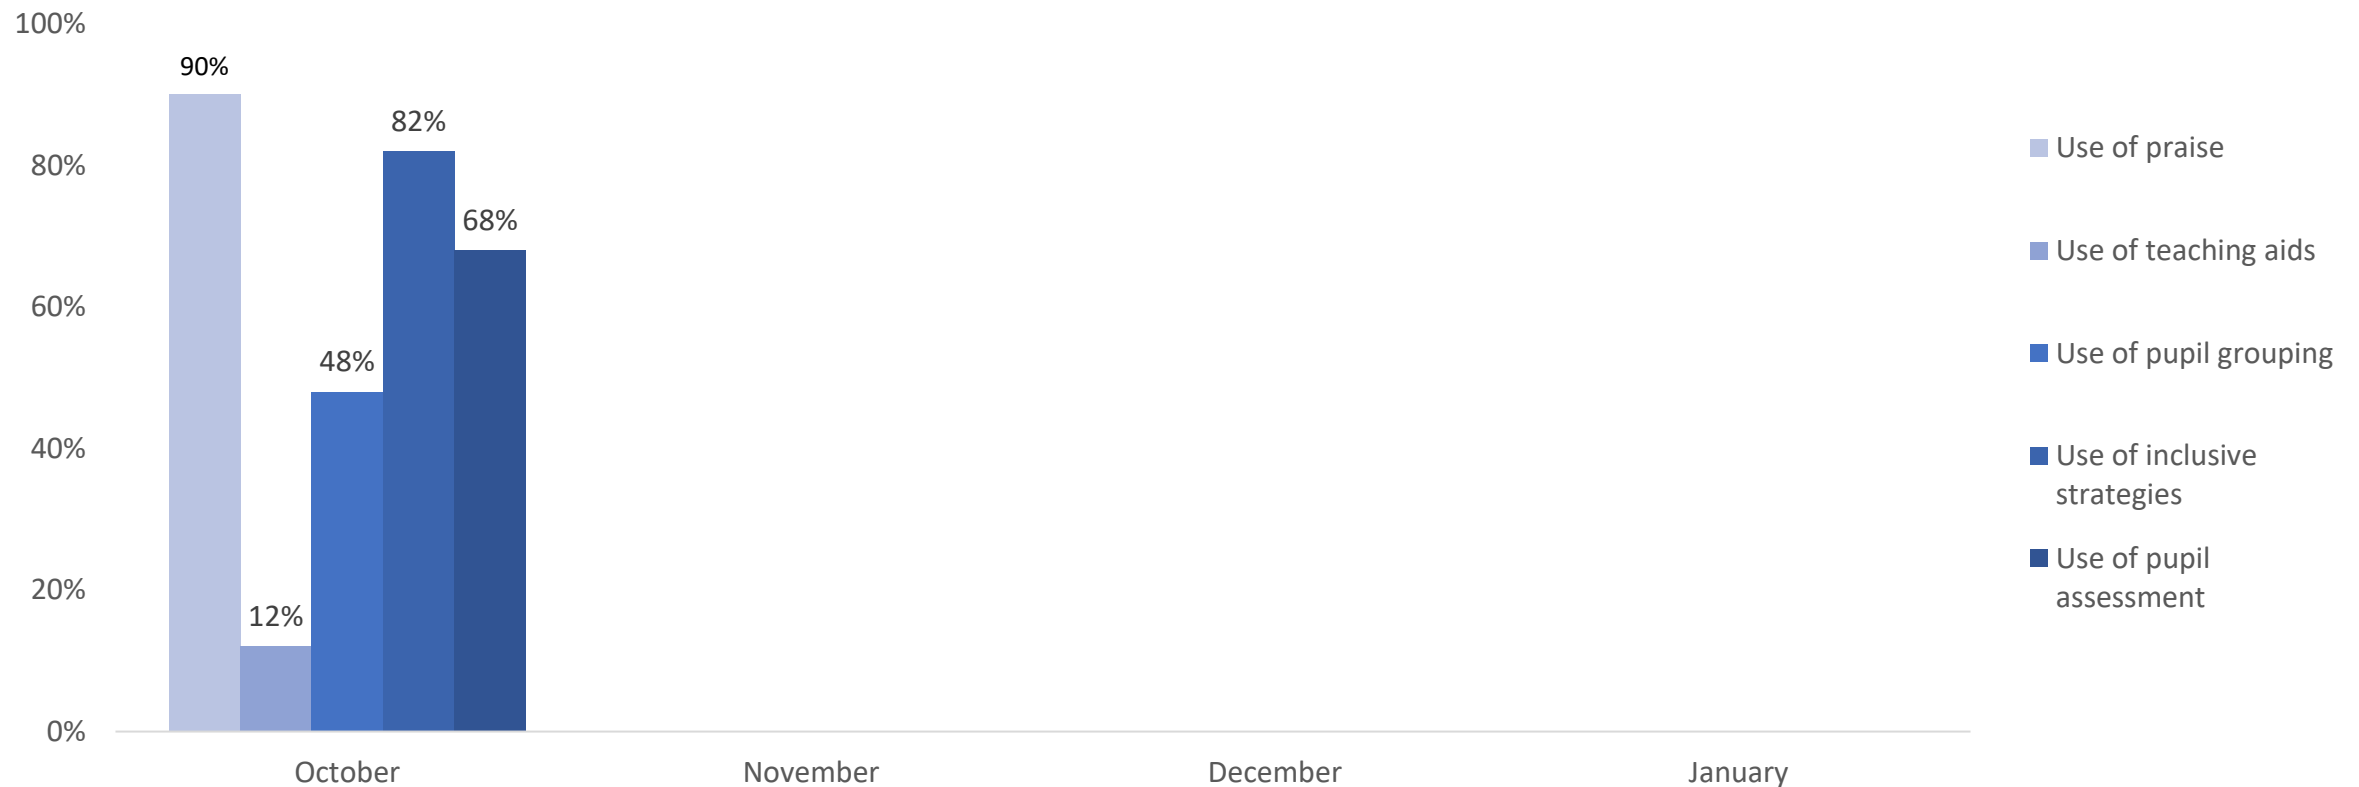 100%
80%
60%
40%
20%
0%
90%
12%
48%
82%
68%
October
November
December
January
Use of praise
Use of teaching aids
Use of pupil grouping
Use of inclusive
strategies
Use of pupil
assessment